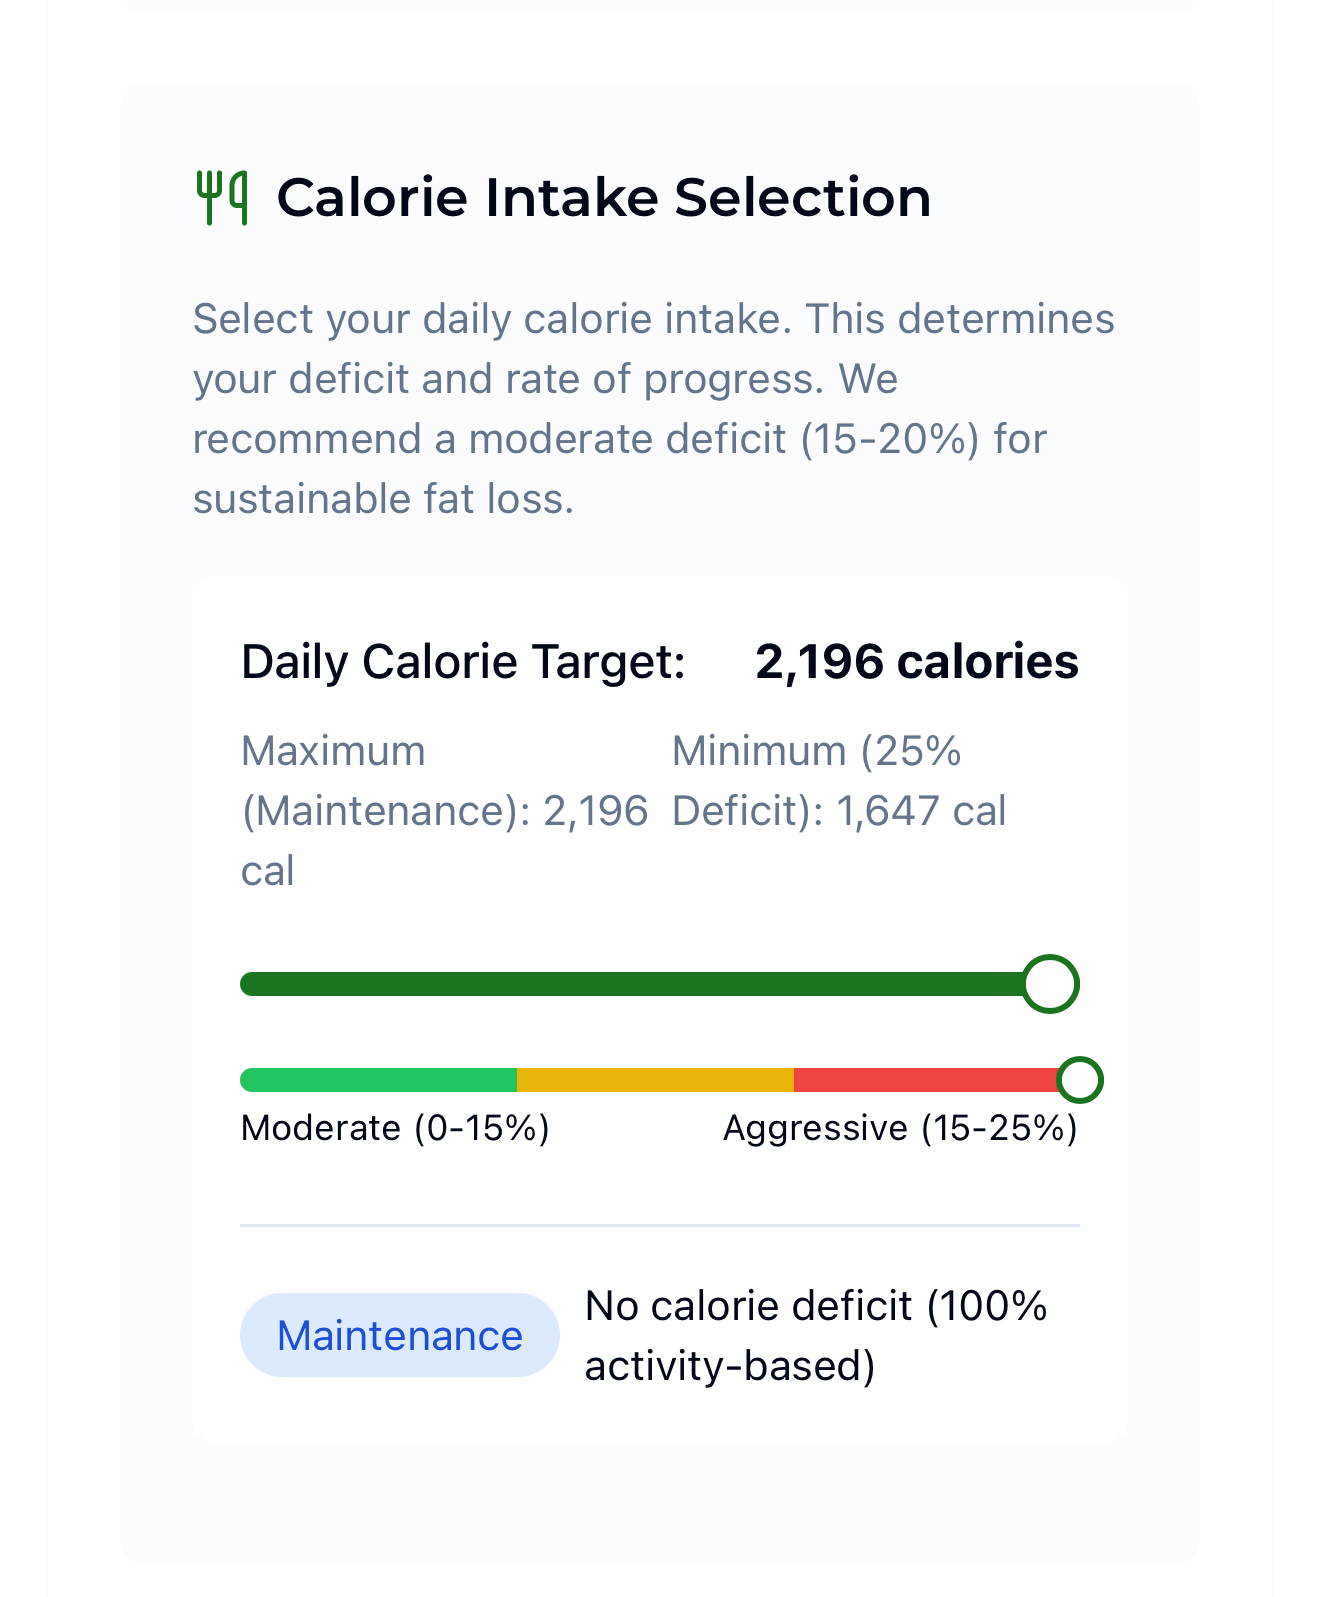 Calorie Intake Selection
Select your daily calorie intake. This determines
your deficit and rate of progress. We
recommend a moderate deficit (15-20%) for
sustainable fat loss.
Daily Calorie Target: 2,196 calories
Maximum
(Maintenance): 2,196
cal
Minimum (25%
Deficit): 1,647 cal
Moderate (0-15%) Aggressive (15-25%)
Maintenance
No calorie deficit (100%
activity-based)